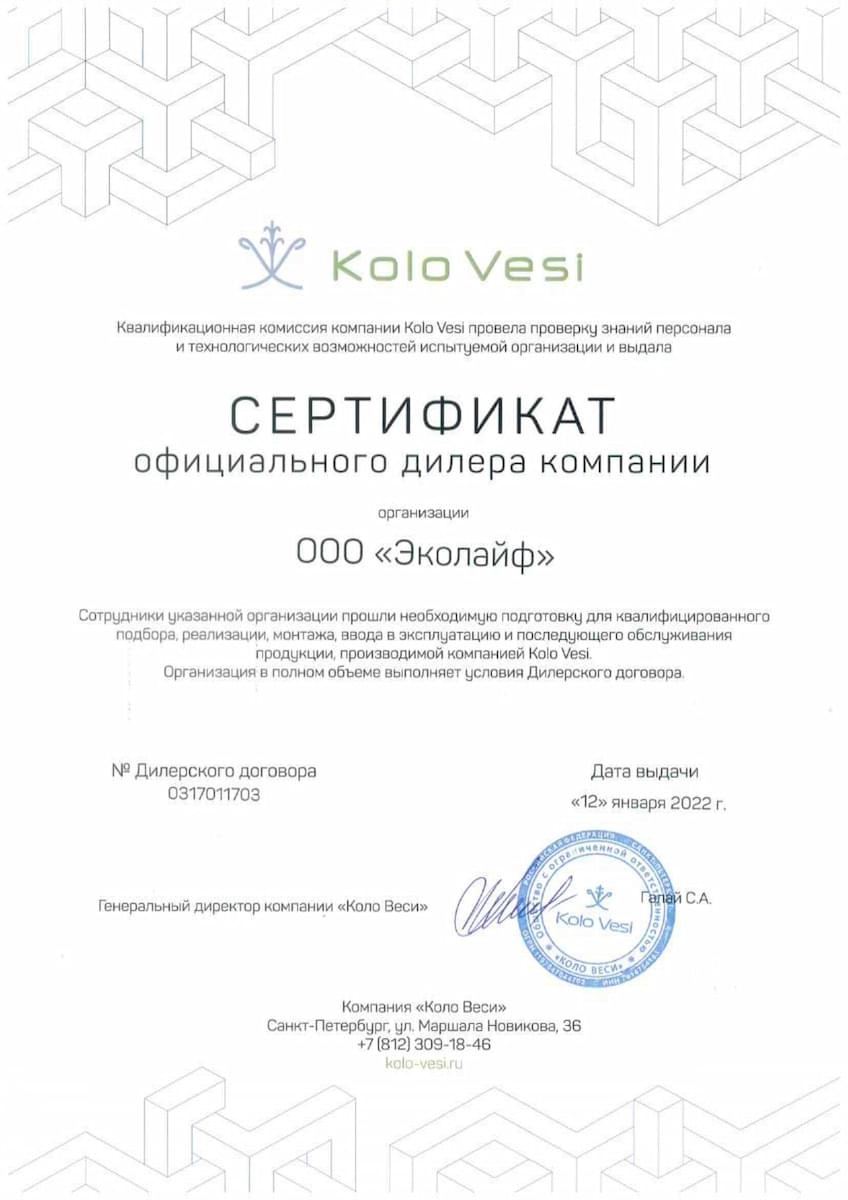 Kolo Vesi
Квалификационная комиссия компании Kolo Vesi провела проверку знаний персонала
и технологических возможностей испытуемой организации и выдала
СЕРТИФИКАТ
официального дилера компании
организации
ООО «Эколайф»
Сотрудники указанной организации прошли необходимую подготовку для квалифицированного
подбора, реализации, монтажа, ввода в эксплуатацию и последующего обслуживания
продукции, производимой компанией Kolo Vesi.
Организация в полном объеме выполняет условия Дилерского договора.
№ Дилерского договора
0317011703
Дата выдачи
«12» января 2022 г.
Генеральный директор компании «Коло Веси»
Галай С.А.
РОССИЙСКАЯ ФЕДЕРАЦИЯ
Общество с ограниченной ответственностью
Kolo Vesi
«КОЛО ВЕСИ»
Компания «Коло Веси»
Санкт-Петербург, ул. Маршала Новикова, 36
+7 (812) 309-18-46
kolo-vesi.ru